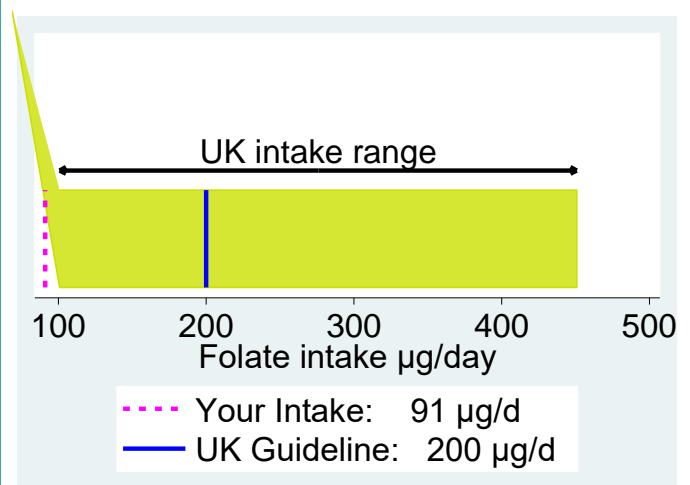 UK intake range
100 200 300 400 500
Folate intake µg/day
Your Intake: 91 µg/d
UK Guideline: 200 µg/d